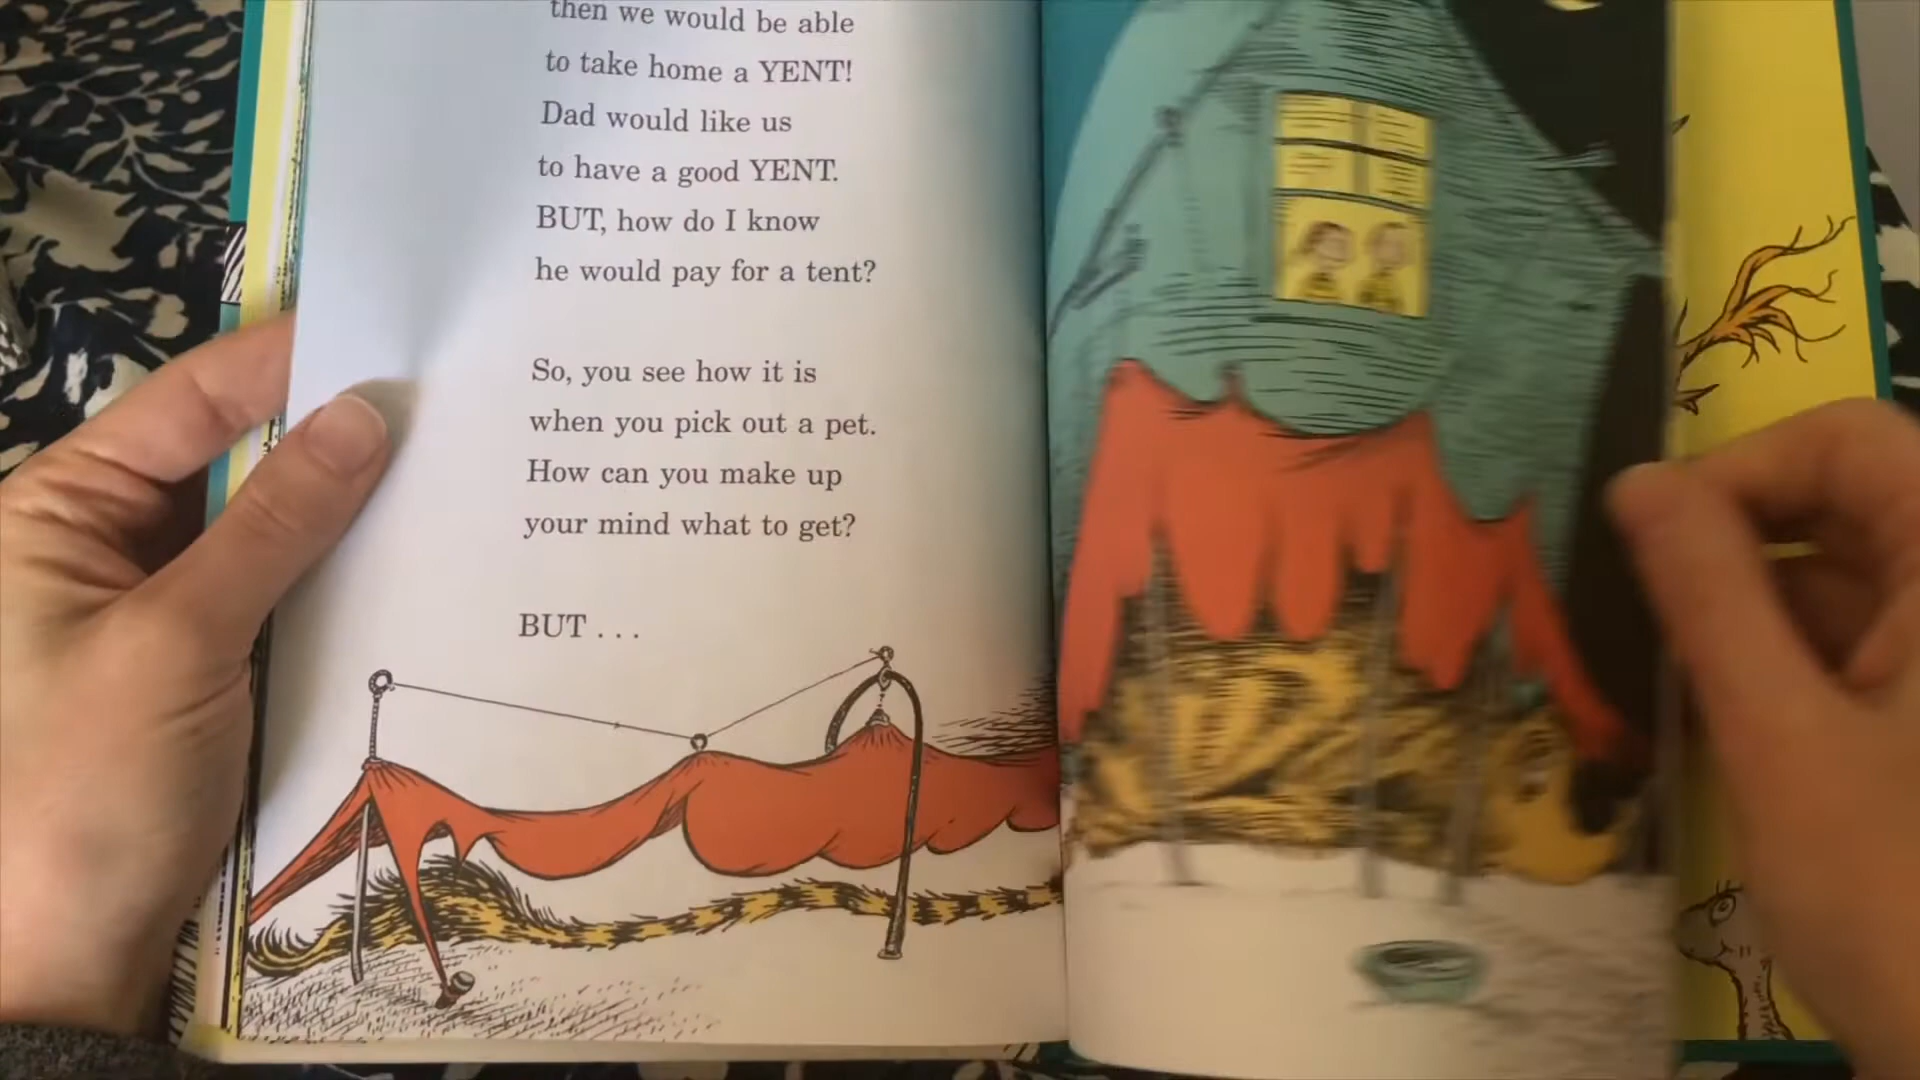 then we would be able
to take home a YENT!
Dad would like us
to have a good YENT.
BUT, how do I know
he would pay for a tent?
So, you see how it is
when you pick out a pet.
How can you make up
your mind what to get?
BUT . . .